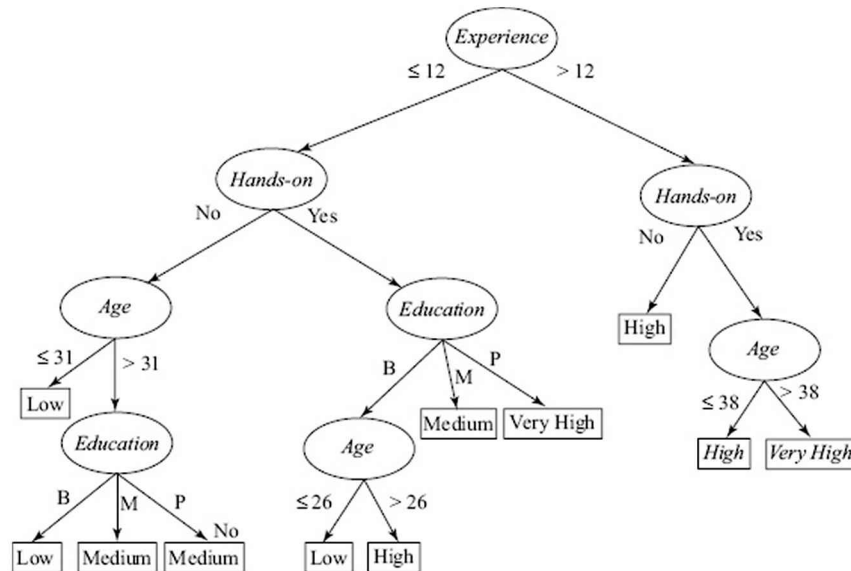 Experience
≤ 12
> 12
Hands-on
Hands-on
No
Yes
No
Yes
Age
Education
High
Age
≤ 31
> 31
B
M
P
≤ 38
> 38
Low
Medium
Very High
Education
Age
High
Very High
B
M
P
No
≤ 26
> 26
Low
Medium
Medium
Low
High